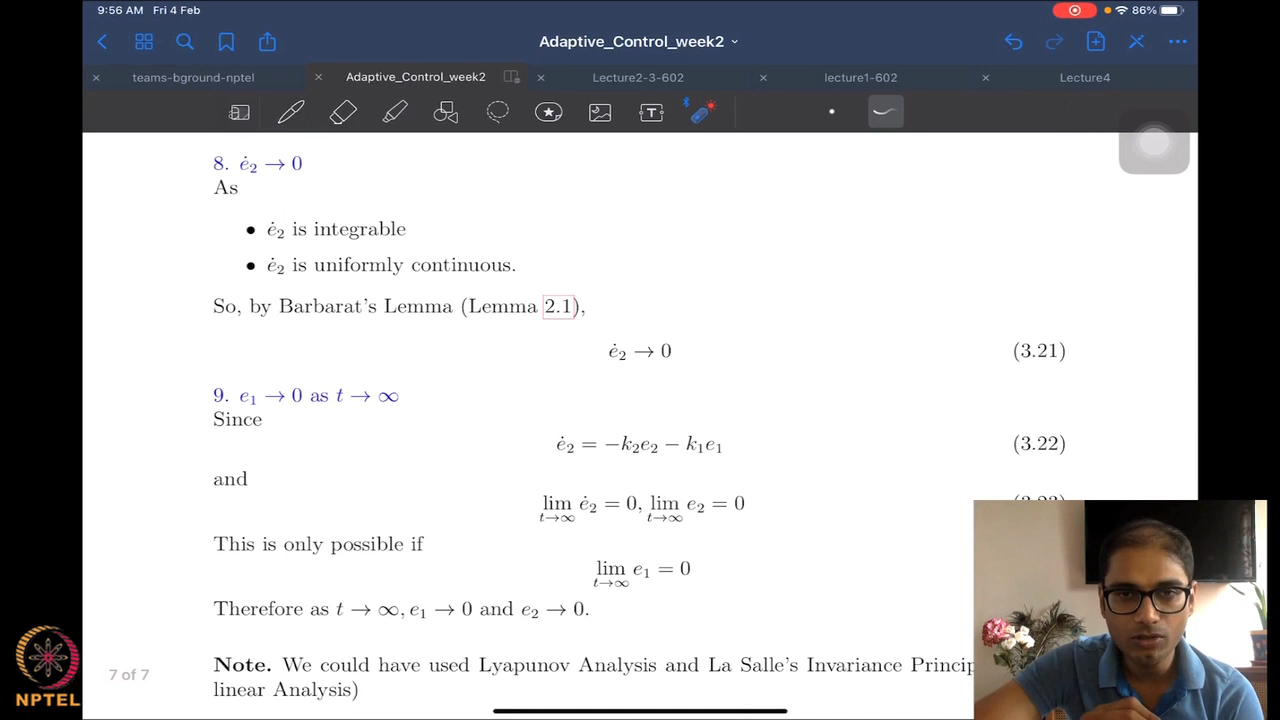 9:56 AM Fri 4 Feb
86%
Adaptive_Control_week2
teams-bground-nptel
Adaptive_Control_week2
Lecture2-3-602
lecture1-602
Lecture4
8. ė₂ → 0
As
• ė₂ is integrable
• ė₂ is uniformly continuous.
So, by Barbarat's Lemma (Lemma 2.1),
ė₂ → 0 (3.21)
9. e₁ → 0 as t → ∞
Since
ė₂ = −k₂e₂ − k₁e₁ (3.22)
and
lim t→∞ ė₂ = 0, lim t→∞ e₂ = 0
This is only possible if
lim t→∞ e₁ = 0
Therefore as t → ∞, e₁ → 0 and e₂ → 0.
Note. We could have used Lyapunov Analysis and La Salle's Invariance
linear Analysis)
7 of 7
NPTEL